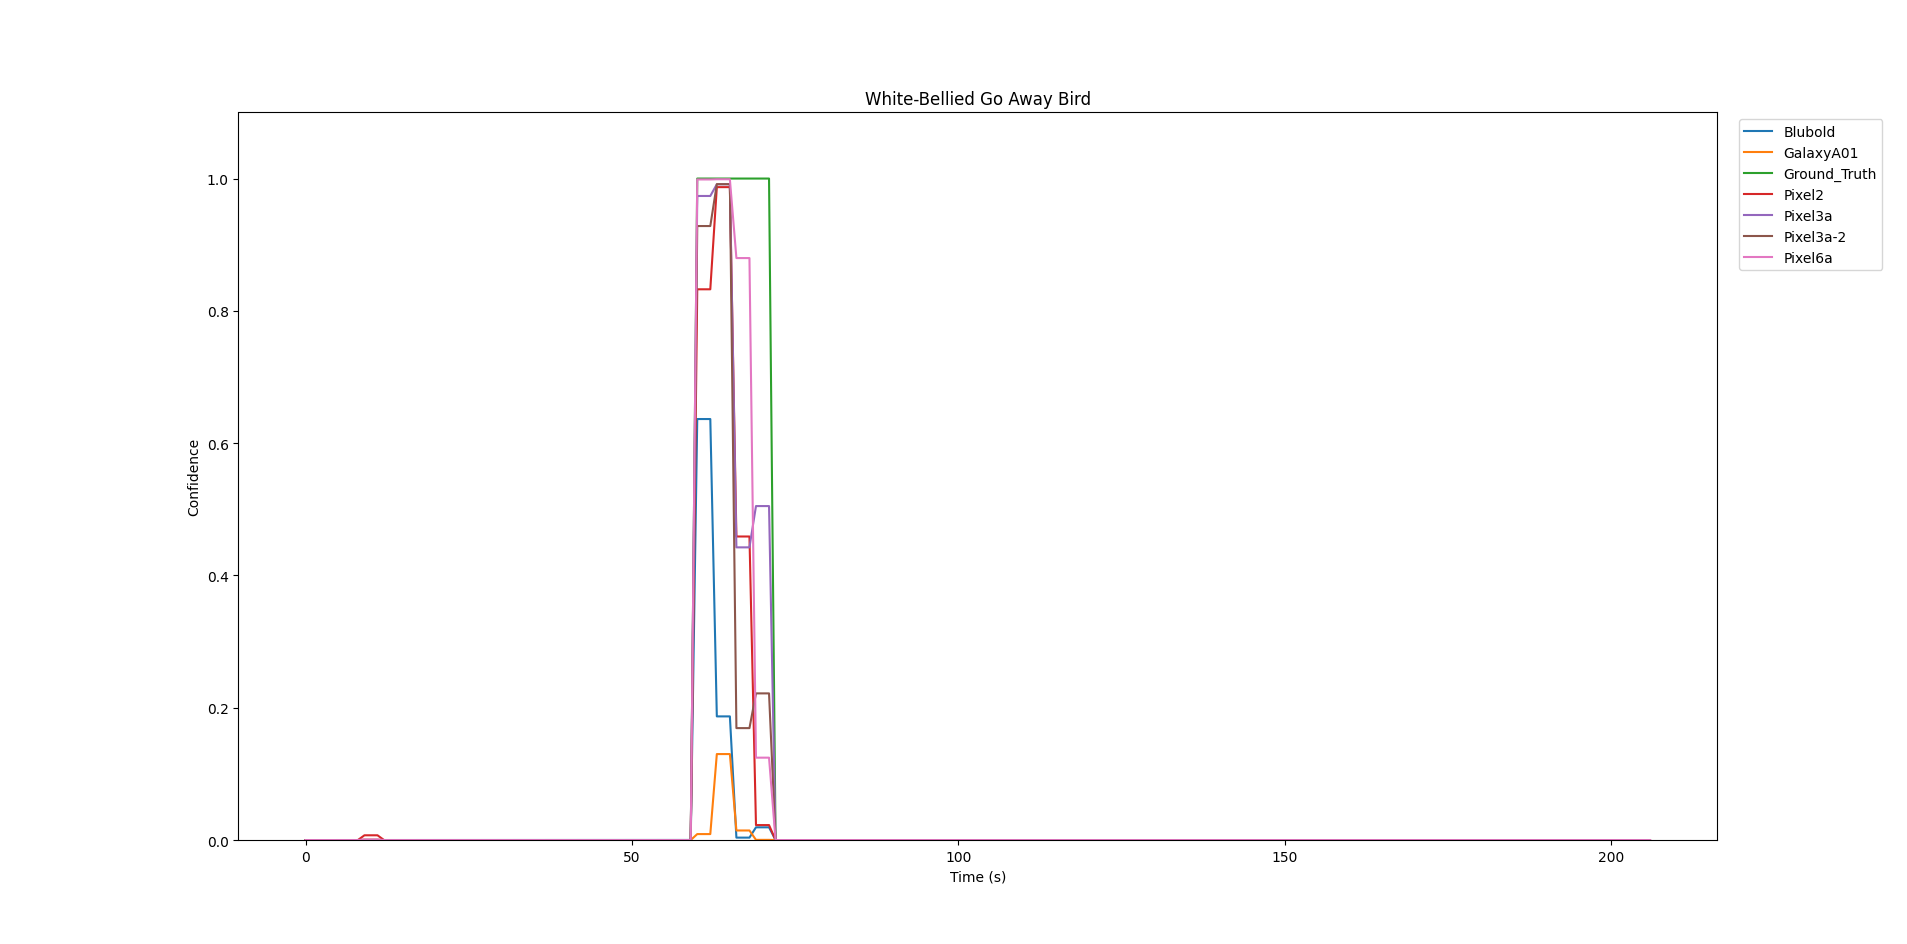 White-Bellied Go Away Bird
Confidence
1.0
0.8
0.6
0.4
0.2
0.0
0
50
100
150
200
Time (s)
Blubold
GalaxyA01
Ground_Truth
Pixel2
Pixel3a
Pixel3a-2
Pixel6a